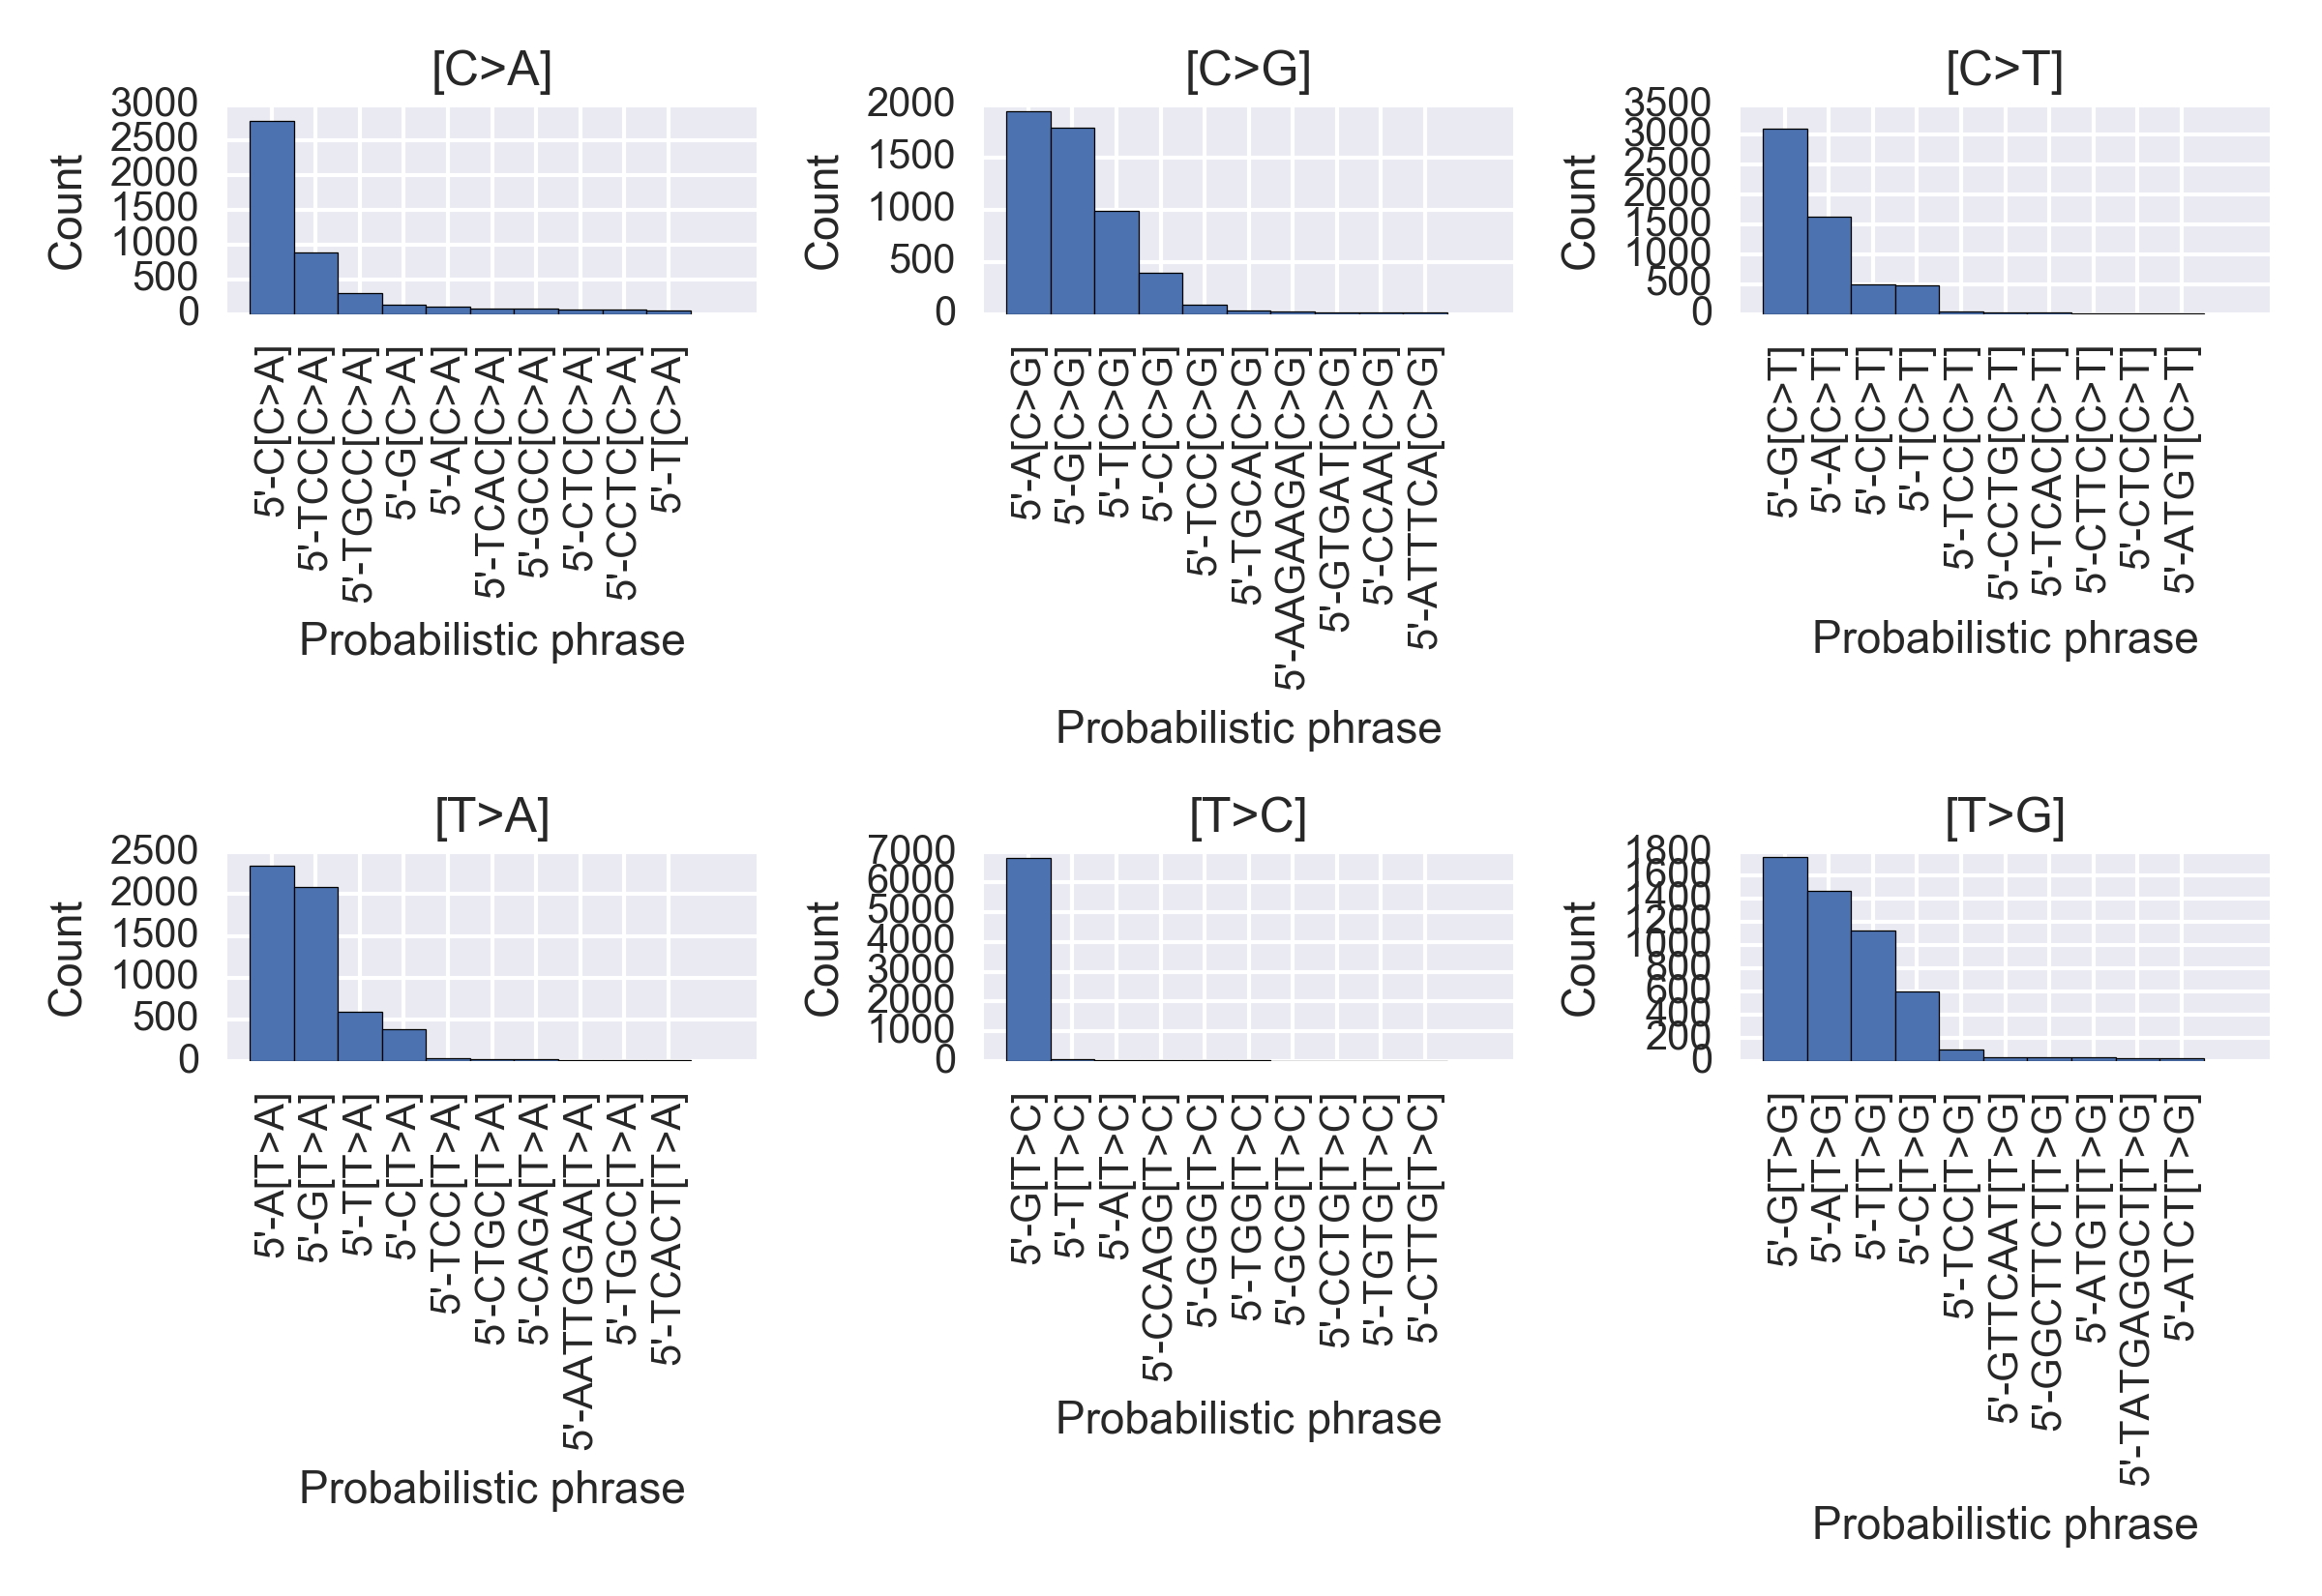 [C>A]
3000
2500
2000
1500
1000
500
0
Count
5'-C[C>A]
5'-TCC[C>A]
5'-TGCC[C>A]
5'-G[C>A]
5'-A[C>A]
5'-TCAC[C>A]
5'-GCC[C>A]
5'-CTC[C>A]
5'-CCTC[C>A]
5'-T[C>A]
Probabilistic phrase
[C>G]
2000
1500
1000
500
0
Count
5'-A[C>G]
5'-G[C>G]
5'-T[C>G]
5'-C[C>G]
5'-TCC[C>G]
5'-TGCA[C>G]
5'-AAGAAGA[C>G]
5'-GTGAT[C>G]
5'-CCAA[C>G]
5'-ATTTCA[C>G]
Probabilistic phrase
[C>T]
3500
3000
2500
2000
1500
1000
500
0
Count
5'-G[C>T]
5'-A[C>T]
5'-C[C>T]
5'-T[C>T]
5'-TCC[C>T]
5'-CCTG[C>T]
5'-TCAC[C>T]
5'-CTTC[C>T]
5'-CTC[C>T]
5'-ATGT[C>T]
Probabilistic phrase
[T>A]
2500
2000
1500
1000
500
0
Count
5'-A[T>A]
5'-G[T>A]
5'-T[T>A]
5'-C[T>A]
5'-TCC[T>A]
5'-CTGC[T>A]
5'-CAGA[T>A]
5'-AATTGGAA[T>A]
5'-TGCC[T>A]
5'-TCACT[T>A]
Probabilistic phrase
[T>C]
7000
6000
5000
4000
3000
2000
1000
0
Count
5'-G[T>C]
5'-T[T>C]
5'-A[T>C]
5'-CCAGG[T>C]
5'-GGG[T>C]
5'-TGG[T>C]
5'-GCG[T>C]
5'-CCTG[T>C]
5'-TGTG[T>C]
5'-CTTG[T>C]
Probabilistic phrase
[T>G]
1800
1600
1400
1200
1000
800
600
400
200
0
Count
5'-G[T>G]
5'-A[T>G]
5'-T[T>G]
5'-C[T>G]
5'-TCC[T>G]
5'-GTTCAAT[T>G]
5'-GGCTTCT[T>G]
5'-ATGT[T>G]
5'-TATGAGGCT[T>G]
5'-ATCT[T>G]
Probabilistic phrase